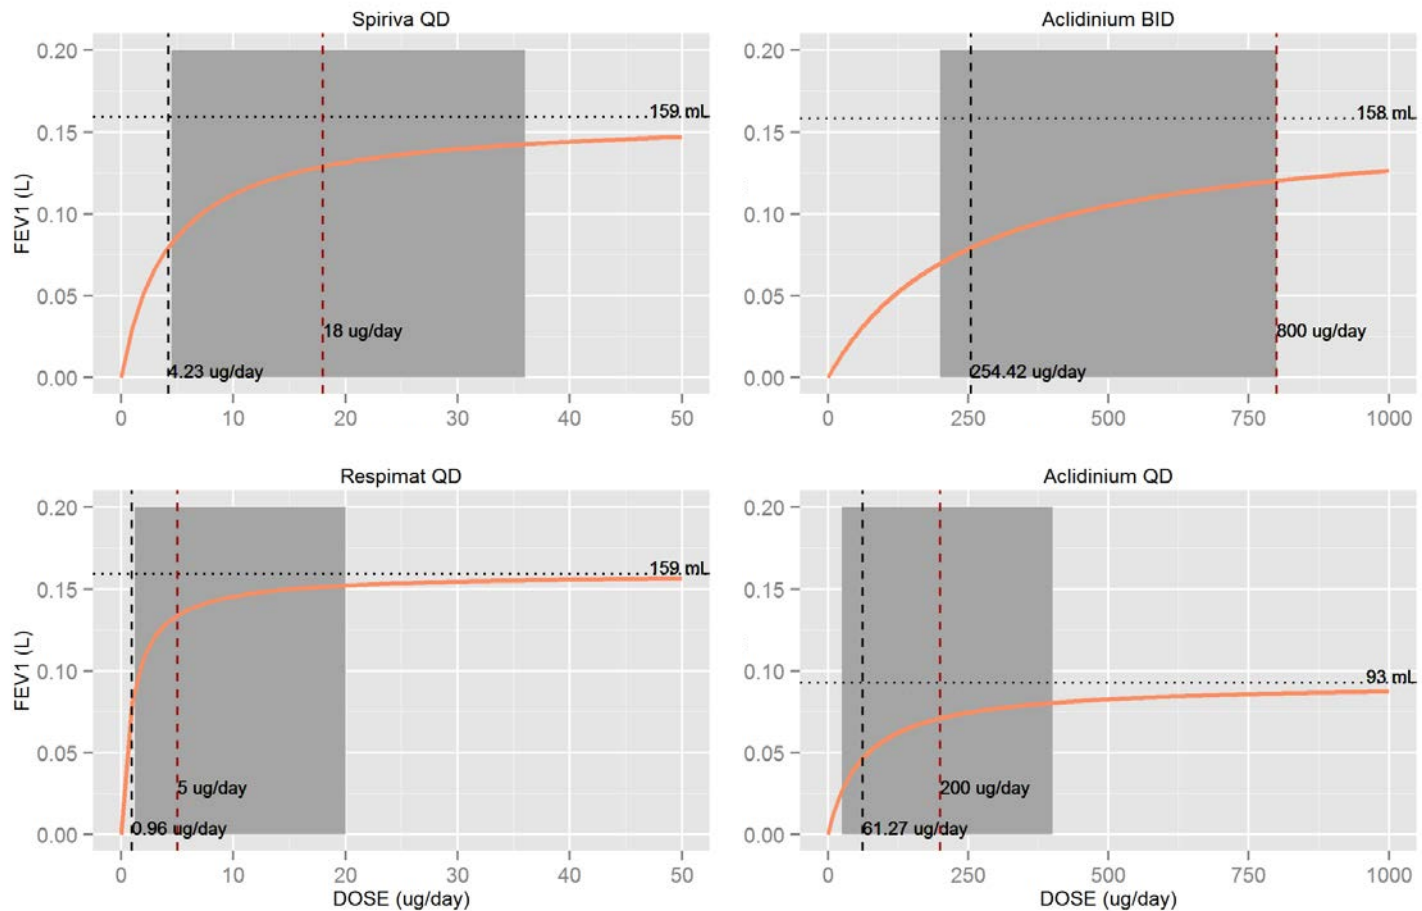 Spiriva QD
0.20
0.15
0.10
0.05
0.00
FEV1 (L)
159 mL
18 ug/day
4.23 ug/day
0 10 20 30 40 50
Aclidinium BID
0.20
0.15
0.10
0.05
0.00
158 mL
800 ug/day
254.42 ug/day
0 250 500 750 1000
Respimat QD
0.20
0.15
0.10
0.05
0.00
FEV1 (L)
159 mL
5 ug/day
0.96 ug/day
0 10 20 30 40 50
DOSE (ug/day)
Aclidinium QD
0.20
0.15
0.10
0.05
0.00
93 mL
200 ug/day
61.27 ug/day
0 250 500 750 1000
DOSE (ug/day)